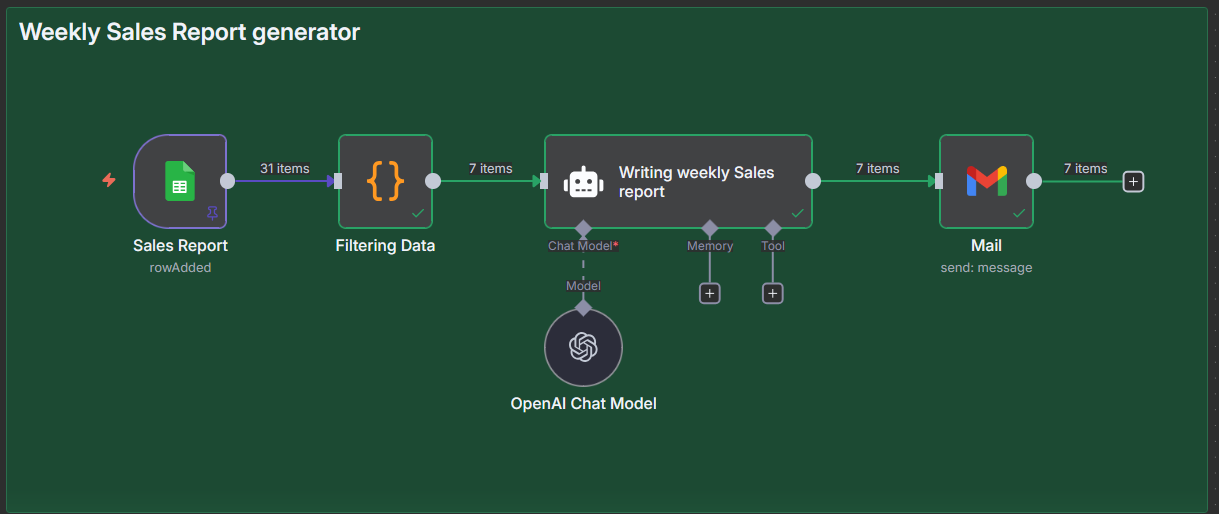 Weekly Sales Report generator
31 items
7 items
Writing weekly Sales
report
7 items
7 items
Sales Report
rowAdded
Filtering Data
Chat Model*
Memory
Tool
Mail
send: message
Model
OpenAI Chat Model